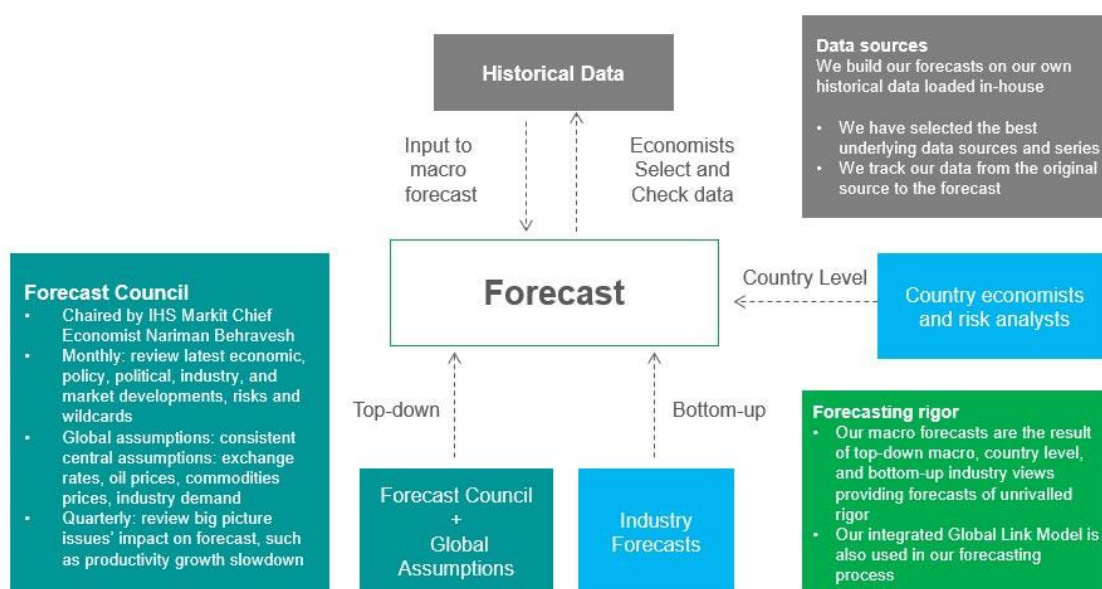 Historical Data
Data sources
We build our forecasts on our own
historical data loaded in-house
• We have selected the best
underlying data sources and series
• We track our data from the original
source to the forecast
Input to
macro
forecast
Economists
Select and
Check data
Forecast Council
• Chaired by IHS Markit Chief
Economist Nariman Behravesh
• Monthly: review latest economic,
policy, political, industry, and
market developments, risks and
wildcards
• Global assumptions: consistent
central assumptions: exchange
rates, oil prices, commodities
prices, industry demand
• Quarterly: review big picture
issues' impact on forecast, such
as productivity growth slowdown
Forecast
Country Level
Country economists
and risk analysts
Top-down
Bottom-up
Forecast Council
+
Global
Assumptions
Industry
Forecasts
Forecasting rigor
• Our macro forecasts are the result
of top-down macro, country level,
and bottom-up industry views
providing forecasts of unrivalled
rigor
• Our integrated Global Link Model is
also used in our forecasting
process